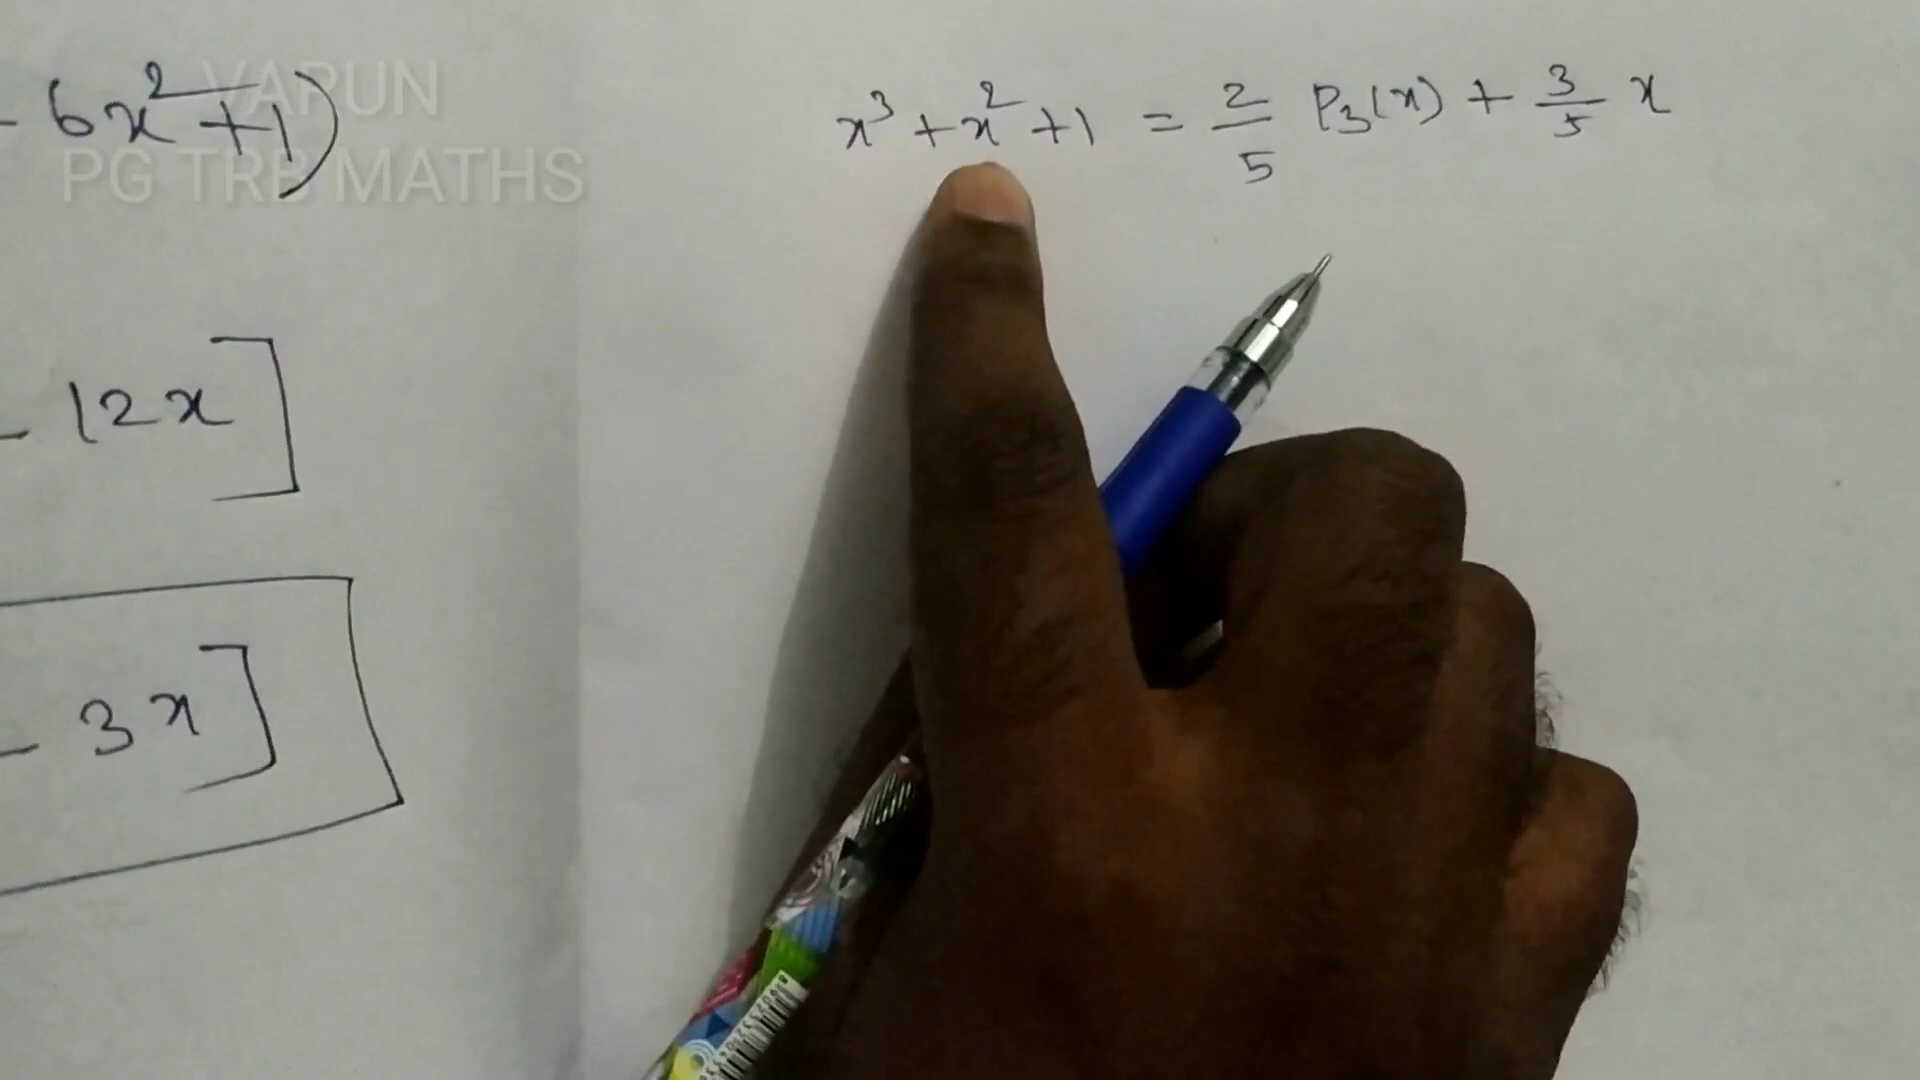 - 6x² + 1)
x³ + x² + 1 = 2/5 P₃(x) + 3/5 x
- 12x]
- 3x]
VARUN
PG TRB MATHS